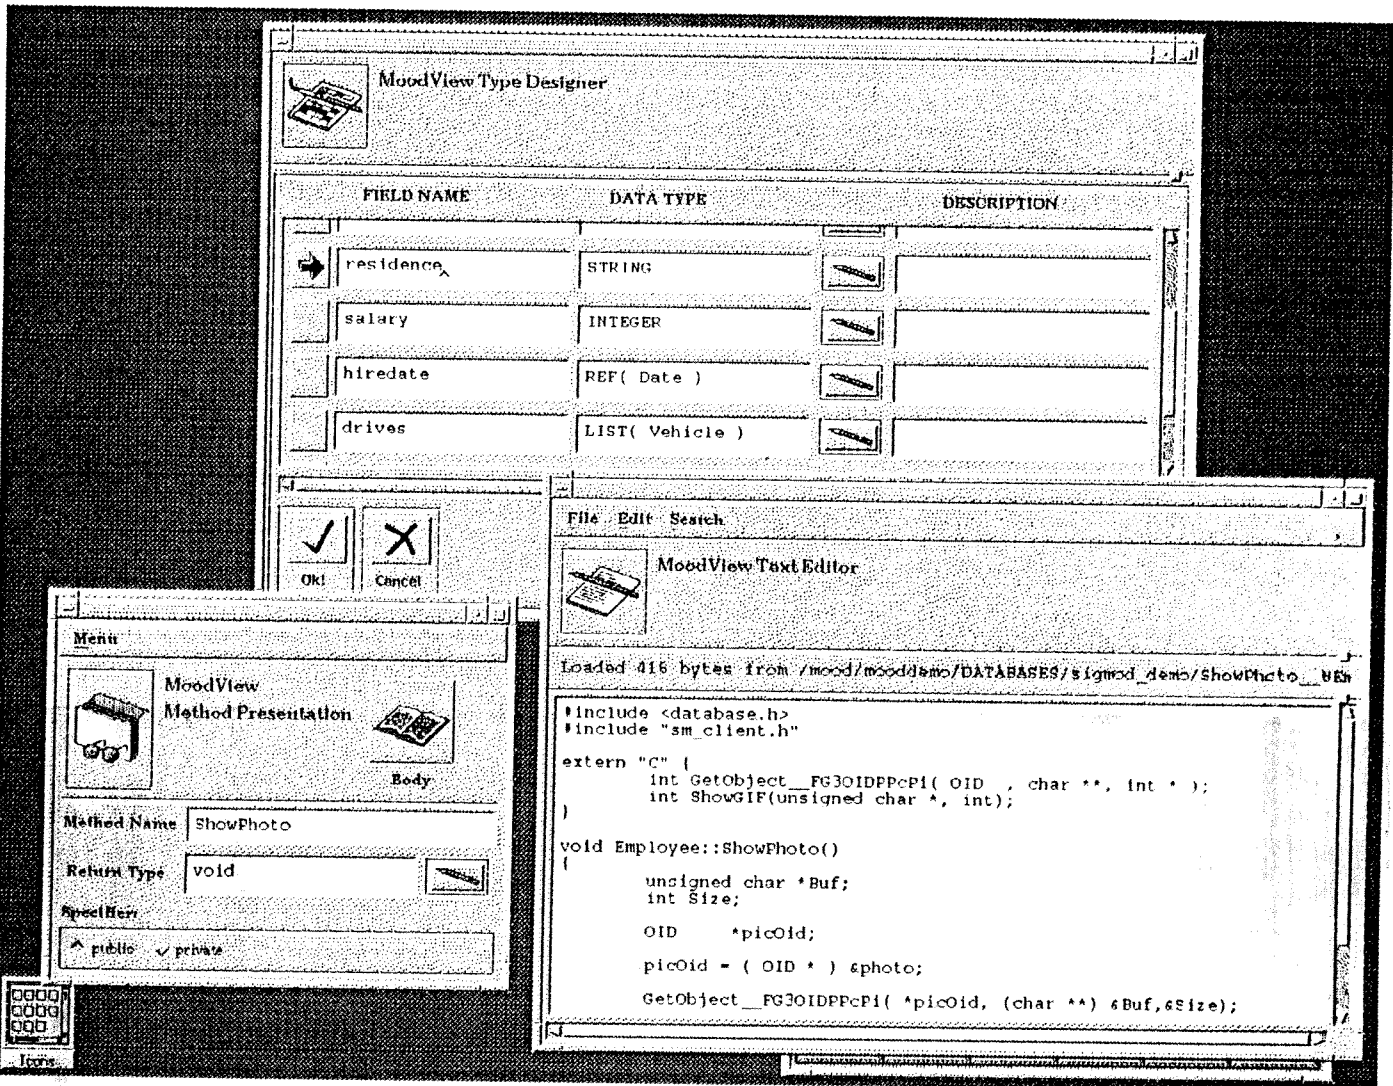 MoodView Type Designer
FIELD NAME DATA TYPE DESCRIPTION
residence STRING
salary INTEGER
hiredate REF( Date )
drives LIST( Vehicle )
Ok! Cancel
File Edit Search
MoodView Text Editor
Loaded 416 bytes from /mood/mooddemo/DATABASES/sigmod_demo/ShowPhoto__
#include <database.h>
#include "sm_client.h"
extern "C" {
int GetObject__FG3OIDPPcPi( OID , char **, int * );
int ShowGIF(unsigned char *, int);
}
void Employee::ShowPhoto()
{
unsigned char *Buf;
int Size;
OID *picOid;
picOid = ( OID * ) &photo;
GetObject__FG3OIDPPcPi( *picOid, (char **) &Buf,&Size);
Menu
MoodView
Method Presentation
Body
Method Name ShowPhoto
Return Type void
Specifier:
public private
Icons